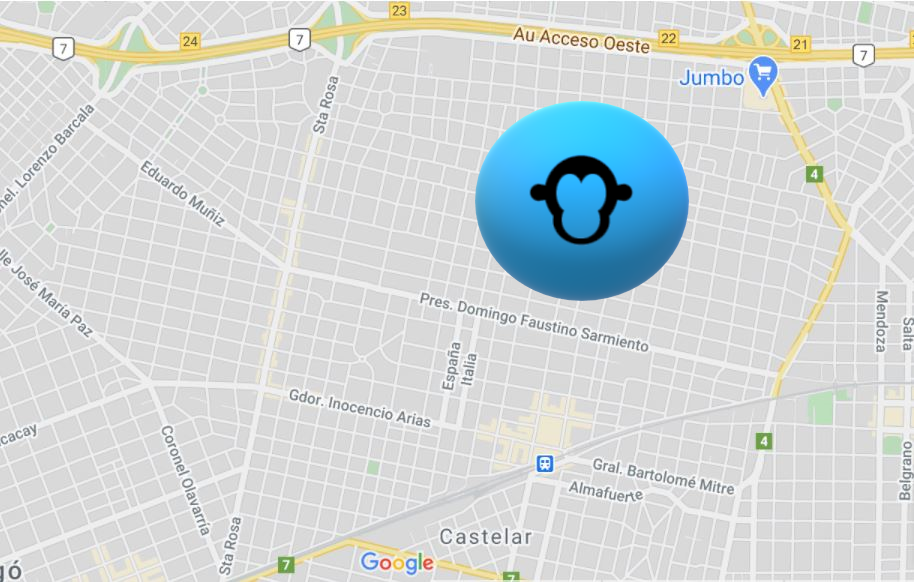 23
7
24
7
Au Acceso Oeste
22
21
7
Jumbo
Sta Rosa
nel. Lorenzo Barcala
Eduardo Muñiz
4
lle José María Paz
Pres. Domingo Faustino Sarmiento
Mendoza
Salta
España
Italia
Gdor. Inocencio Arias
cacay
Coronel Olavarría
4
Gral. Bartolomé Mitre
Almafuerte
Belgrano
Sta Rosa
Castelar
gó
7
Google
7